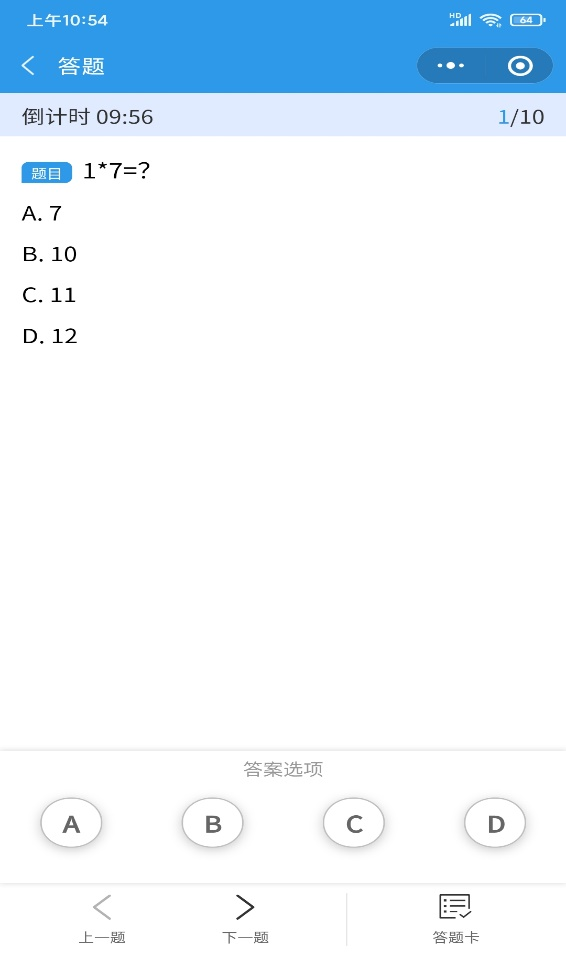 上午10:54 HD 64
答题
倒计时 09:56 1/10
题目 1*7=?
A. 7
B. 10
C. 11
D. 12
答案选项
A B C D
上一题 下一题 答题卡